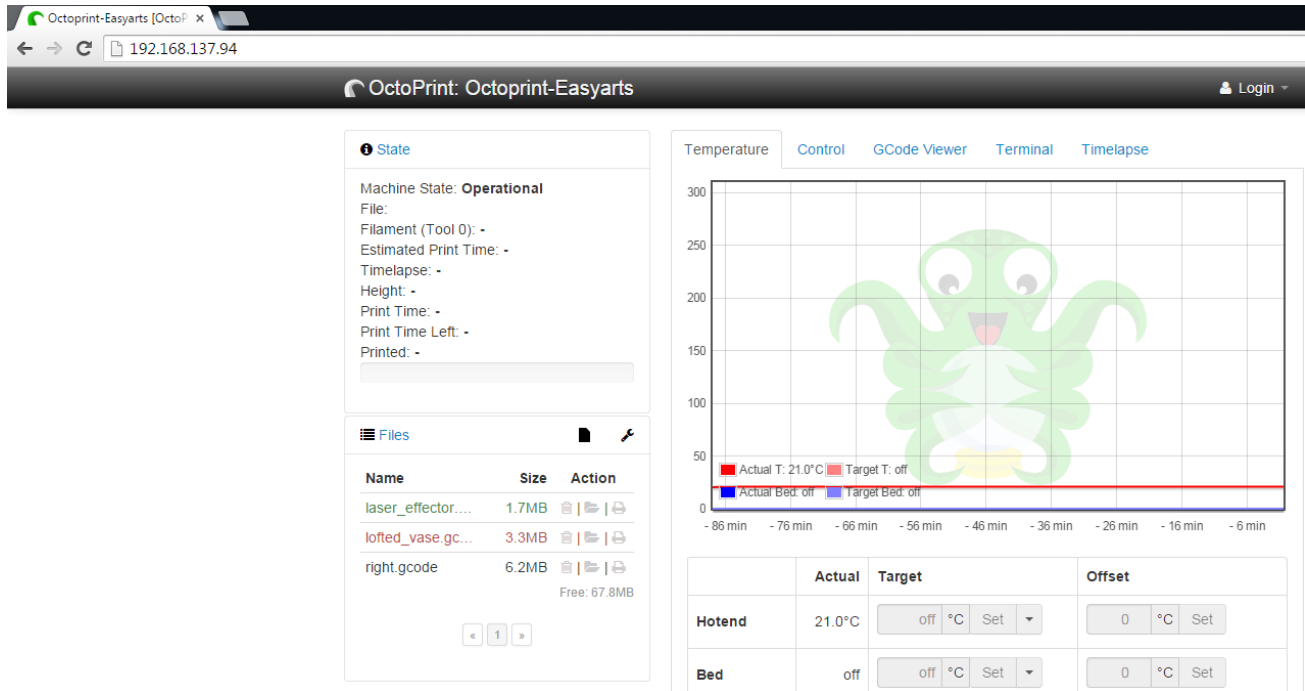 Octoprint-Easyarts [OctoP
192.168.137.94
OctoPrint: Octoprint-Easyarts
Login
State
Machine State: Operational
File:
Filament (Tool 0): -
Estimated Print Time: -
Timelapse: -
Height: -
Print Time: -
Print Time Left: -
Printed: -
Files
Name Size Action
laser_effector.... 1.7MB | |
lofted_vase.gc... 3.3MB | |
right.gcode 6.2MB | |
Free: 67.8MB
« 1 »
Temperature Control GCode Viewer Terminal Timelapse
300
250
200
150
100
50
0
Actual T: 21.0°C Target T: off
Actual Bed: off Target Bed: off
- 86 min - 76 min - 66 min - 56 min - 46 min - 36 min - 26 min - 16 min - 6 min
Actual Target Offset
Hotend 21.0°C off °C Set 0 °C Set
Bed off off °C Set 0 °C Set